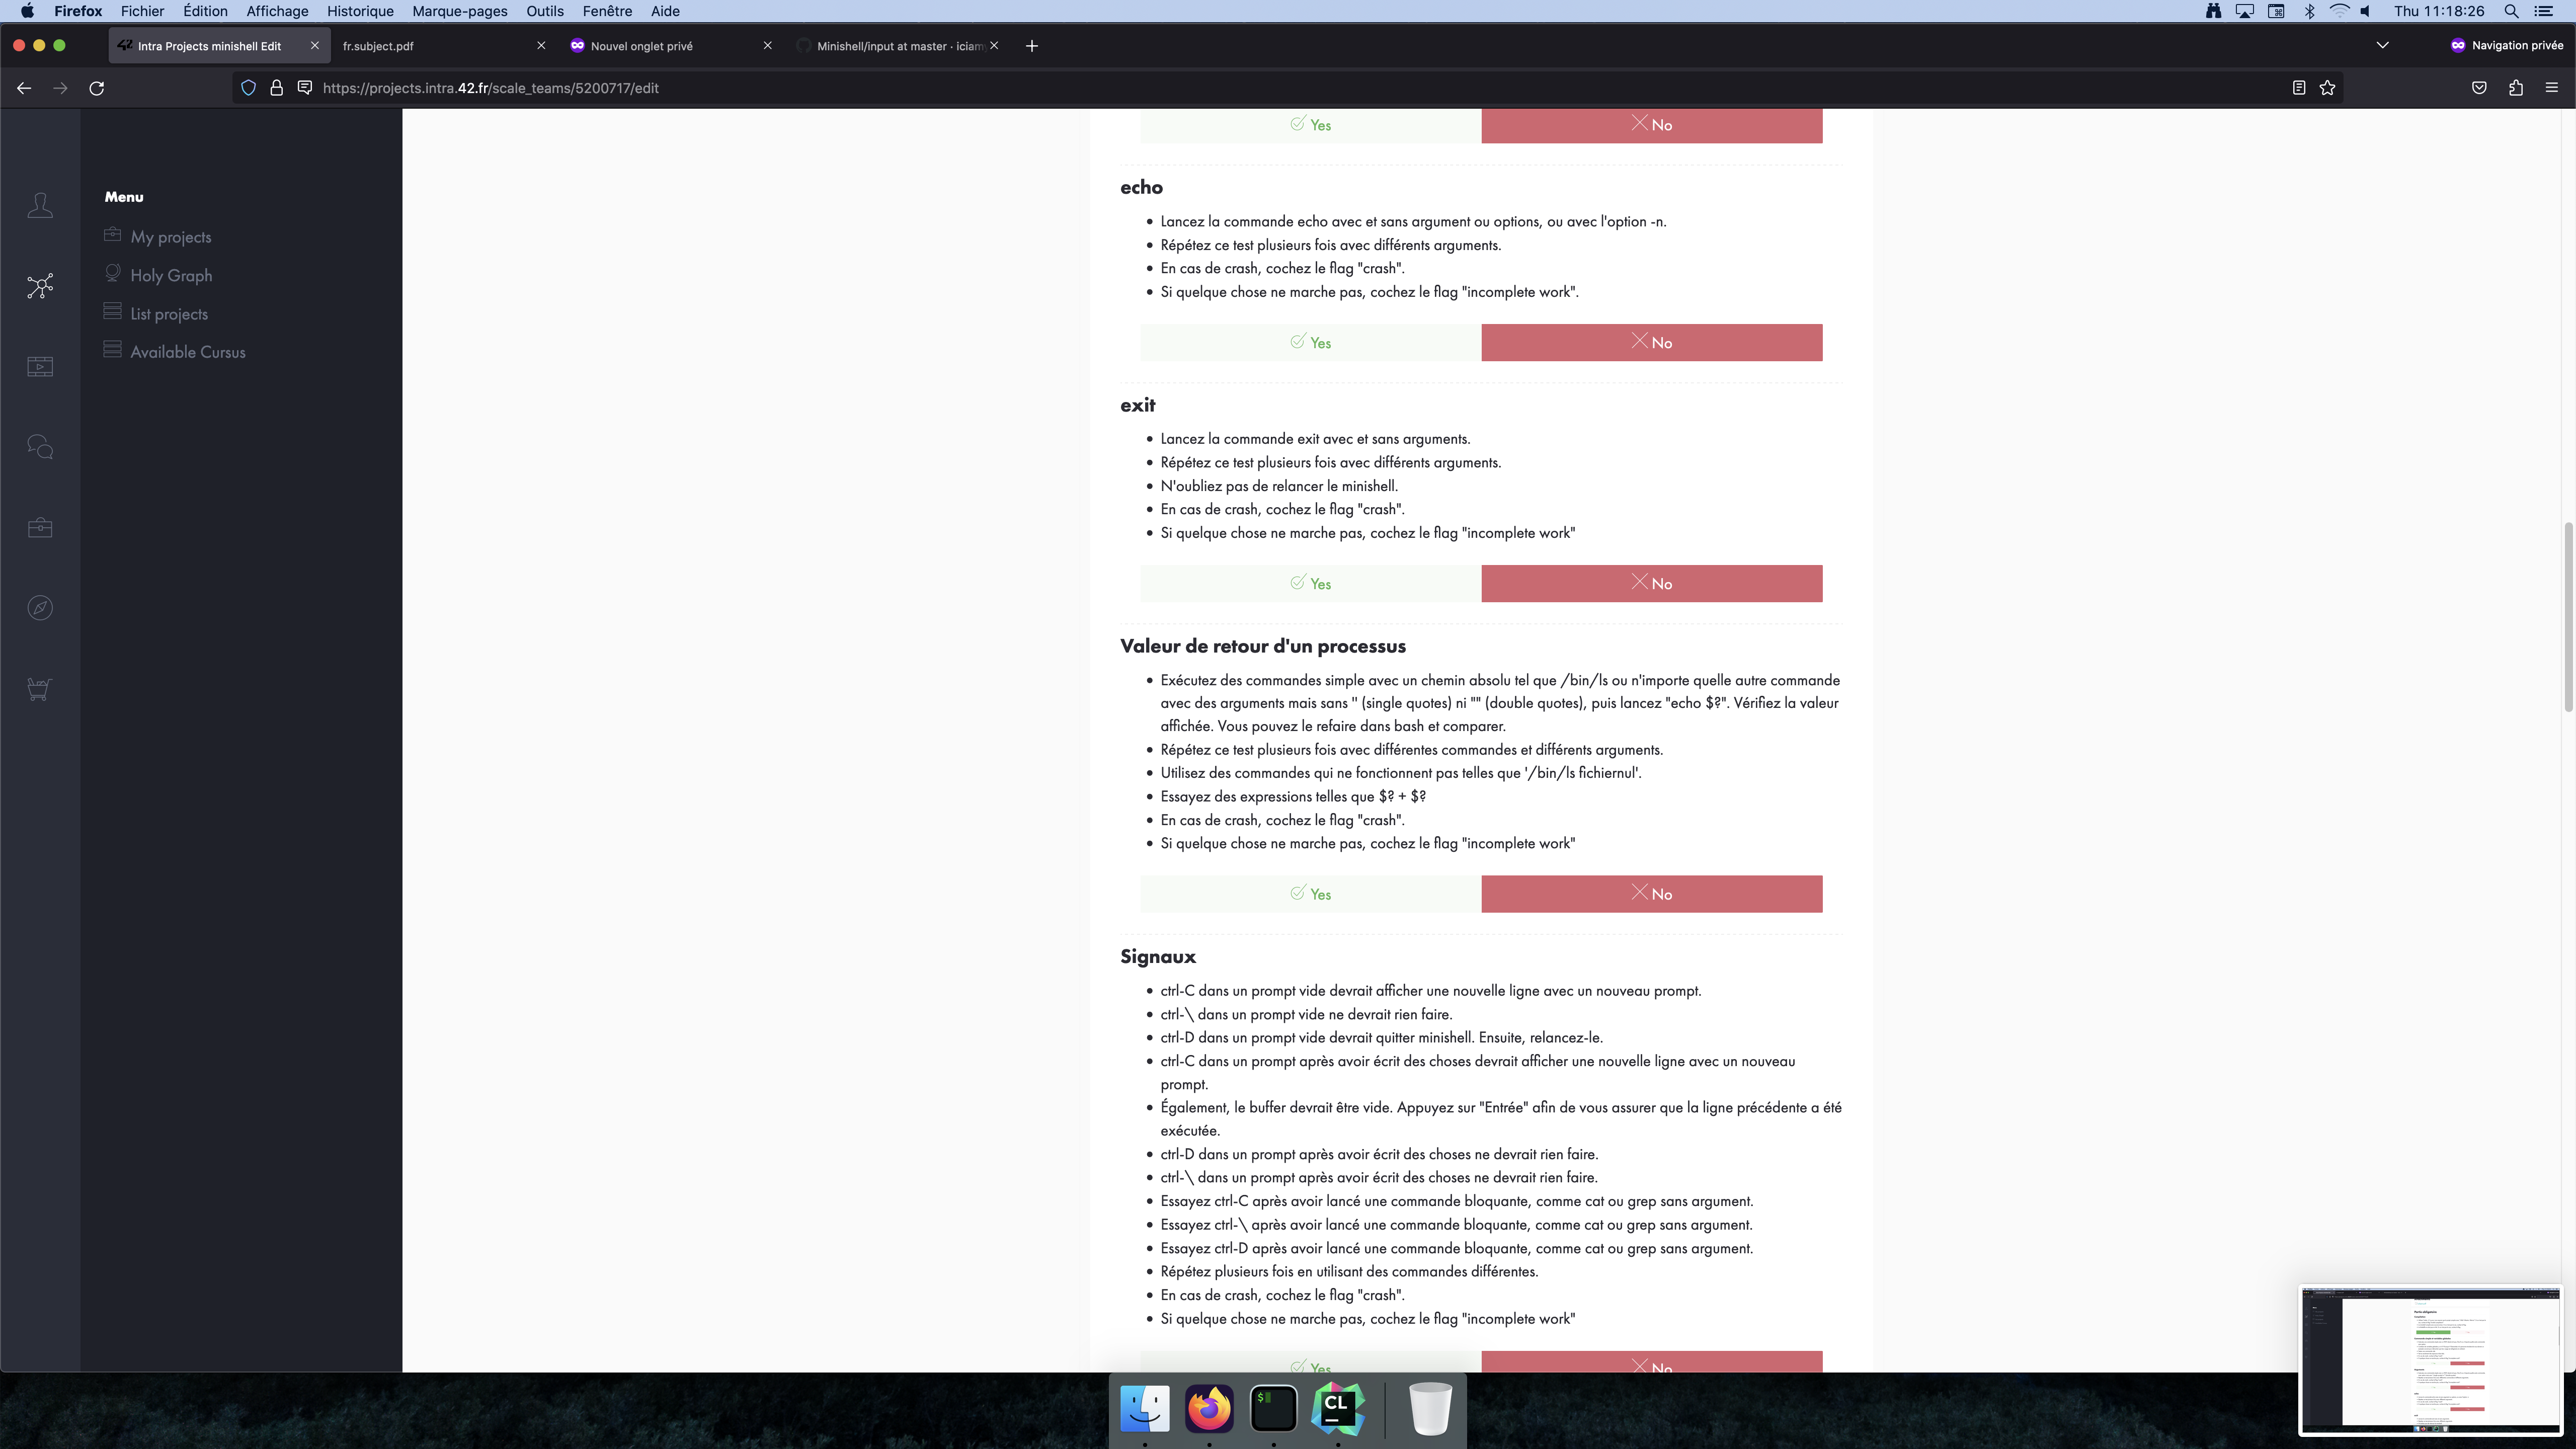 Firefox Fichier Édition Affichage Historique Marque-pages Outils Fenêtre Aide Thu 11:18:26
42 Intra Projects minishell Edit fr.subject.pdf Nouvel onglet privé Minishell/input at master · iciam Navigation privée
https://projects.intra.42.fr/scale_teams/5200717/edit
Menu
My projects
Holy Graph
List projects
Available Cursus
Yes No
echo
• Lancez la commande echo avec et sans argument ou options, ou avec l'option -n.
• Répétez ce test plusieurs fois avec différents arguments.
• En cas de crash, cochez le flag "crash".
• Si quelque chose ne marche pas, cochez le flag "incomplete work".
Yes No
exit
• Lancez la commande exit avec et sans arguments.
• Répétez ce test plusieurs fois avec différents arguments.
• N'oubliez pas de relancer le minishell.
• En cas de crash, cochez le flag "crash".
• Si quelque chose ne marche pas, cochez le flag "incomplete work"
Yes No
Valeur de retour d'un processus
• Exécutez des commandes simple avec un chemin absolu tel que /bin/ls ou n'importe quelle autre commande
avec des arguments mais sans '' (single quotes) ni "" (double quotes), puis lancez "echo $?". Vérifiez la valeur
affichée. Vous pouvez le refaire dans bash et comparer.
• Répétez ce test plusieurs fois avec différentes commandes et différents arguments.
• Utilisez des commandes qui ne fonctionnent pas telles que '/bin/ls fichiernul'.
• Essayez des expressions telles que $? + $?
• En cas de crash, cochez le flag "crash".
• Si quelque chose ne marche pas, cochez le flag "incomplete work"
Yes No
Signaux
• ctrl-C dans un prompt vide devrait afficher une nouvelle ligne avec un nouveau prompt.
• ctrl-\ dans un prompt vide ne devrait rien faire.
• ctrl-D dans un prompt vide devrait quitter minishell. Ensuite, relancez-le.
• ctrl-C dans un prompt après avoir écrit des choses devrait afficher une nouvelle ligne avec un nouveau
prompt.
• Également, le buffer devrait être vide. Appuyez sur "Entrée" afin de vous assurer que la ligne précédente a été
exécutée.
• ctrl-D dans un prompt après avoir écrit des choses ne devrait rien faire.
• ctrl-\ dans un prompt après avoir écrit des choses ne devrait rien faire.
• Essayez ctrl-C après avoir lancé une commande bloquante, comme cat ou grep sans argument.
• Essayez ctrl-\ après avoir lancé une commande bloquante, comme cat ou grep sans argument.
• Essayez ctrl-D après avoir lancé une commande bloquante, comme cat ou grep sans argument.
• Répétez plusieurs fois en utilisant des commandes différentes.
• En cas de crash, cochez le flag "crash".
• Si quelque chose ne marche pas, cochez le flag "incomplete work"
Yes No
$
CL